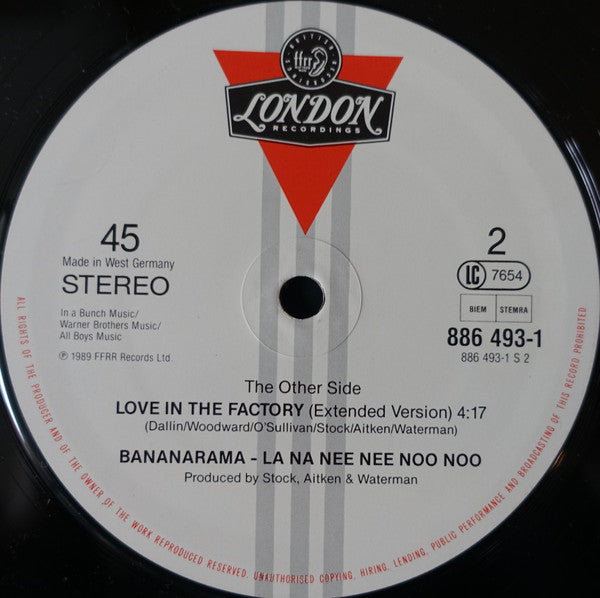 BRITISH
ffrr
LONDON
RECORDINGS
45
Made in West Germany
STEREO
In a Bunch Music/
Warner Brothers Music/
All Boys Music
℗ 1989 FFRR Records Ltd.
2
LC 7654
BIEM STEMRA
886 493-1
886 493-1 S 2
The Other Side
LOVE IN THE FACTORY (Extended Version) 4:17
(Dallin/Woodward/O'Sullivan/Stock/Aitken/Waterman)
BANANARAMA - LA NA NEE NEE NOO NOO
Produced by Stock, Aitken & Waterman
ALL RIGHTS OF THE PRODUCER AND OF THE OWNER OF THE WORK REPRODUCED RESERVED. UNAUTHORISED COPYING, HIRING, LENDING, PUBLIC PERFORMANCE AND BROADCASTING OF THIS RECORD PROHIBITED